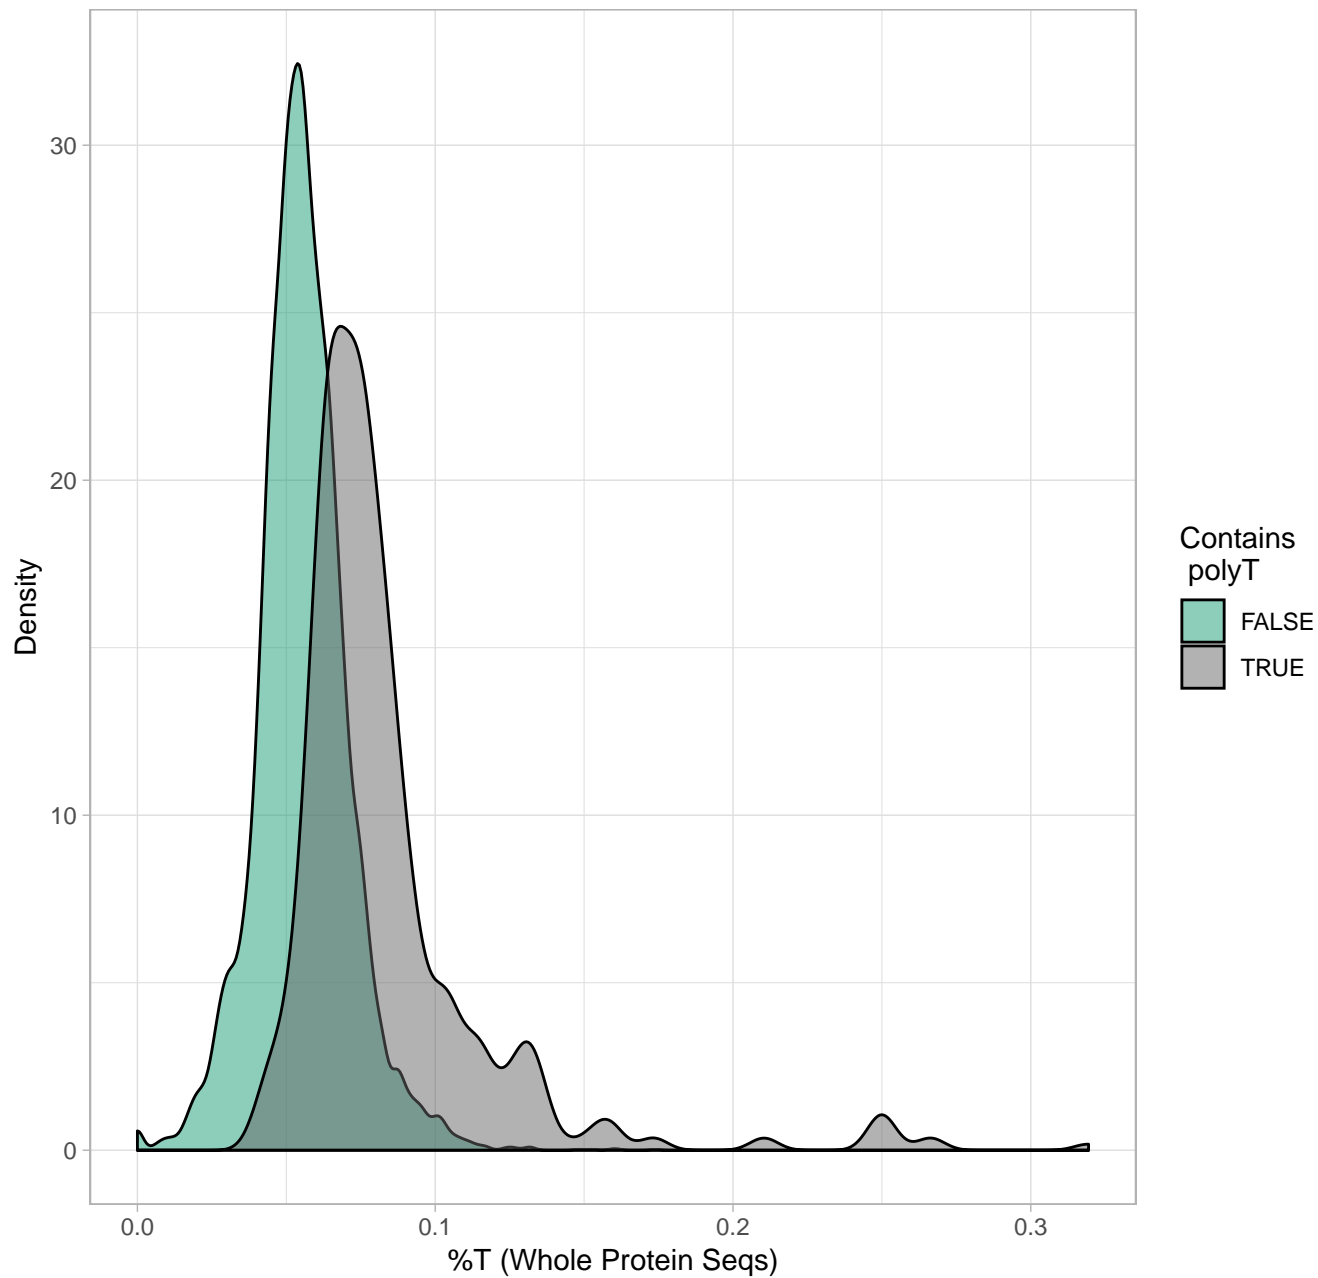 30
20
10
0
Density
0.0
0.1
0.2
0.3
%T (Whole Protein Seqs)
Contains
polyT
FALSE
TRUE